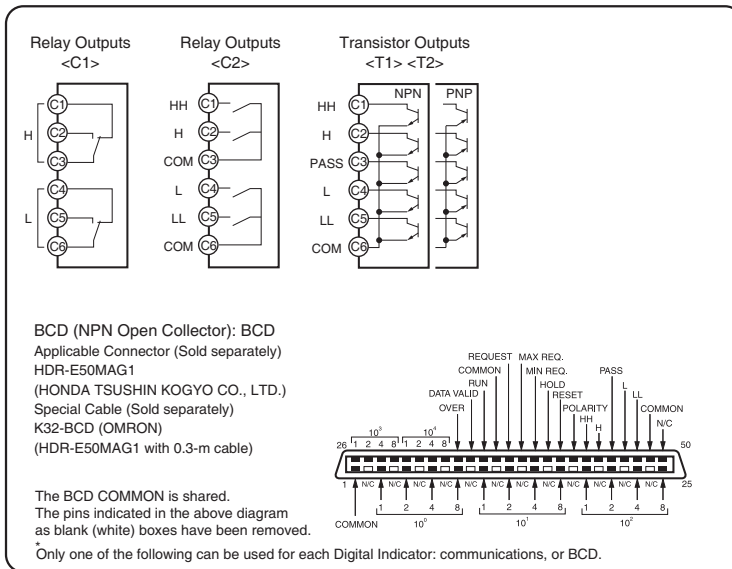 Relay Outputs Relay Outputs Transistor Outputs
<C1> <C2> <T1> <T2>
NPN PNP
C1 HH C1 HH C1
H C2 H C2 H C2
C3 COM C3 PASS C3
C4 L C4 L C4
L C5 LL C5 LL C5
C6 COM C6 COM C6
BCD (NPN Open Collector): BCD
Applicable Connector (Sold separately)
HDR-E50MAG1
(HONDA TSUSHIN KOGYO CO., LTD.)
Special Cable (Sold separately)
K32-BCD (OMRON)
(HDR-E50MAG1 with 0.3-m cable)
The BCD COMMON is shared.
The pins indicated in the above diagram
as blank (white) boxes have been removed.
REQUEST MAX REQ.
COMMON MIN REQ. PASS
RUN HOLD L
DATA VALID RESET LL
OVER POLARITY COMMON
HH
H N/C
10³ 10⁴
26 1 2 4 8 1 2 4 8 50
1 N/C N/C N/C N/C N/C N/C N/C N/C N/C N/C N/C N/C 25
1 2 4 8 1 2 4 8 1 2 4 8
COMMON 10⁰ 10¹ 10²
*Only one of the following can be used for each Digital Indicator: communications, or BCD.